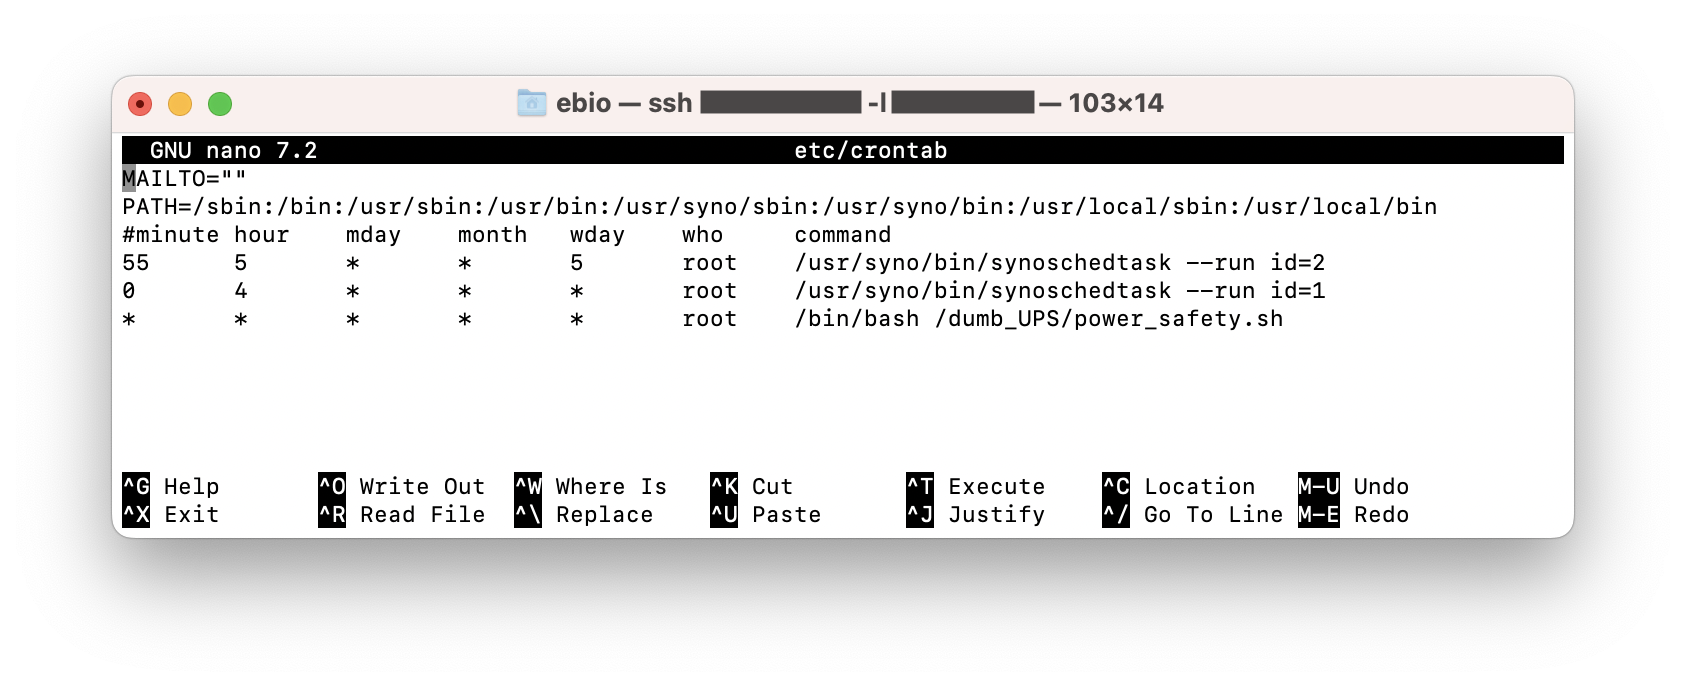 ebio — ssh -l — 103×14
GNU nano 7.2 etc/crontab
MAILTO=""
PATH=/sbin:/bin:/usr/sbin:/usr/bin:/usr/syno/sbin:/usr/syno/bin:/usr/local/sbin:/usr/local/bin
#minute hour mday month wday who command
55 5 * * 5 root /usr/syno/bin/synoschedtask --run id=2
0 4 * * * root /usr/syno/bin/synoschedtask --run id=1
* * * * * root /bin/bash /dumb_UPS/power_safety.sh
^G Help ^O Write Out ^W Where Is ^K Cut ^T Execute ^C Location M-U Undo
^X Exit ^R Read File ^\ Replace ^U Paste ^J Justify ^/ Go To Line M-E Redo